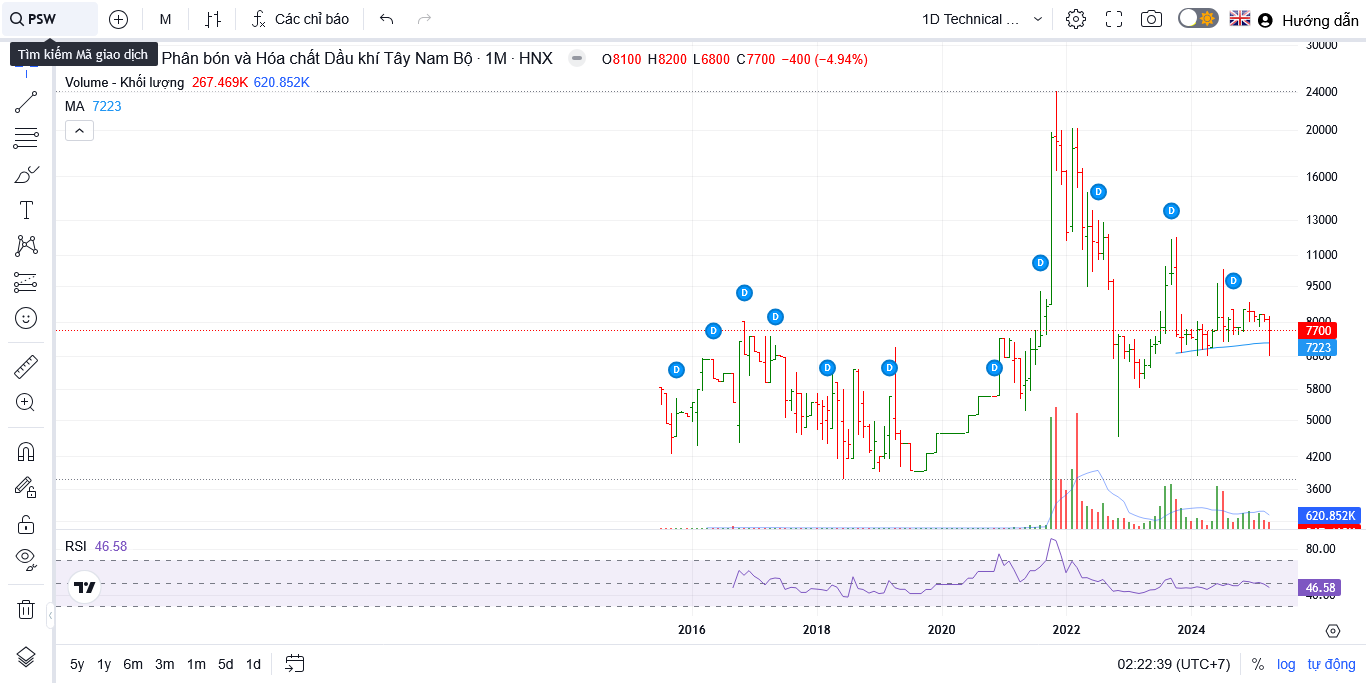 PSW M Các chỉ báo 1D Technical ... Hướng dẫn
Tìm kiếm Mã giao dịch
Phân bón và Hóa chất Dầu khí Tây Nam Bộ · 1M · HNX O8100 H8200 L6800 C7700 −400 (−4.94%)
Volume - Khối lượng 267.469K 620.852K
MA 7223
30000
24000
20000
16000
13000
11000
9500
8000
7700
7223
6800
5800
5000
4200
3600
620.852K
D
D
D
D
D
D
D
D
D
D
D
RSI 46.58
80.00
46.58
40.00
2016 2018 2020 2022 2024
5y 1y 6m 3m 1m 5d 1d 02:22:39 (UTC+7) % log tự động